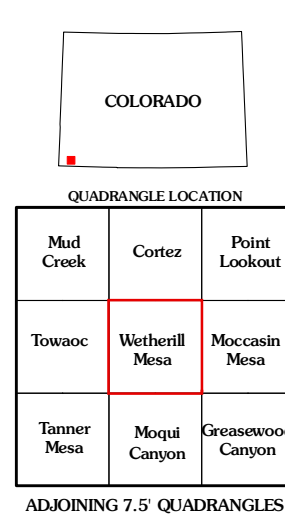 COLORADO
QUADRANGLE LOCATION
Mud
Creek
Cortez
Point
Lookout
Towaoc
Wetherill
Mesa
Moccasin
Mesa
Tanner
Mesa
Moqui
Canyon
Greasewood
Canyon
ADJOINING 7.5' QUADRANGLES